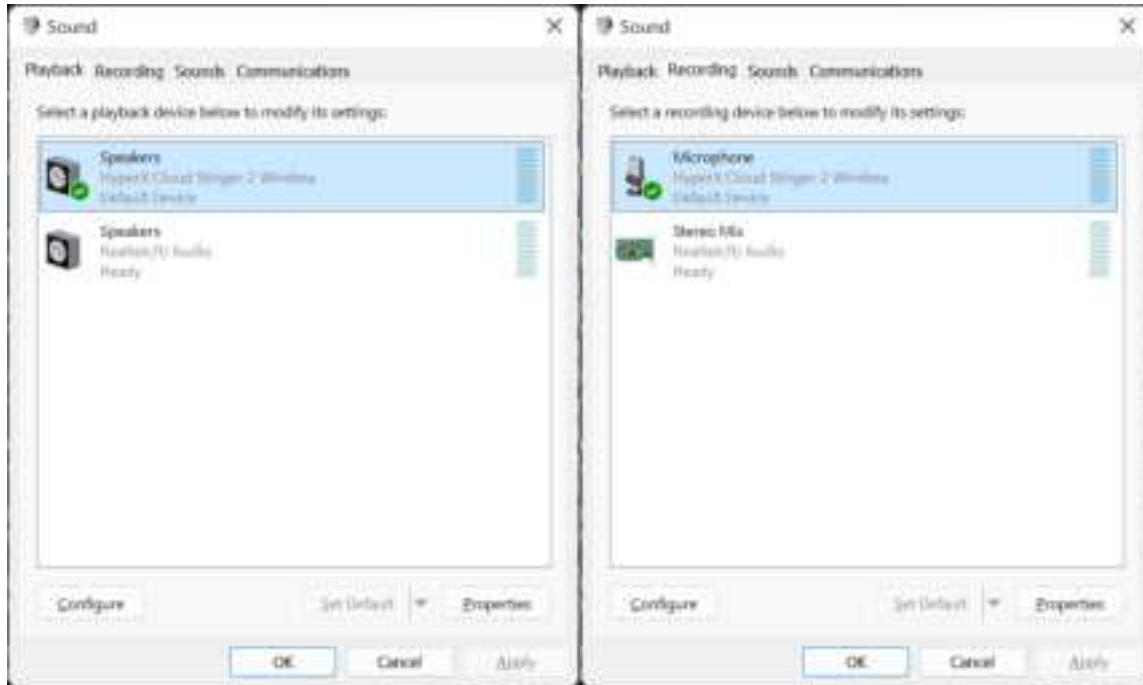 Sound
Playback Recording Sounds Communications
Select a playback device below to modify its settings:
Speakers
HyperX Cloud Stinger 2 Wireless
Default Device
Speakers
Realtek(R) Audio
Ready
Configure
Set Default
Properties
OK
Cancel
Apply
Sound
Playback Recording Sounds Communications
Select a recording device below to modify its settings:
Microphone
HyperX Cloud Stinger 2 Wireless
Default Device
Stereo Mix
Realtek(R) Audio
Ready
Configure
Set Default
Properties
OK
Cancel
Apply